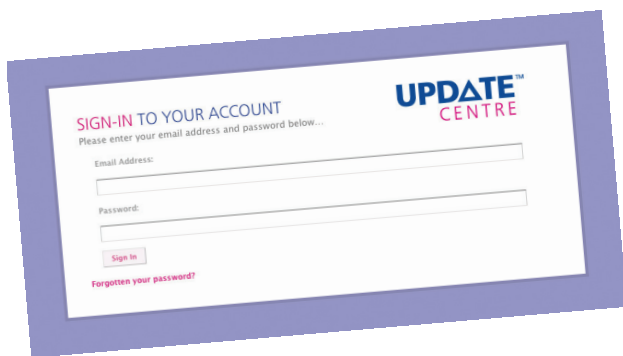 UPDATE™
CENTRE
SIGN-IN TO YOUR ACCOUNT
Please enter your email address and password below...
Email Address:
Password:
Sign In
Forgotten your password?